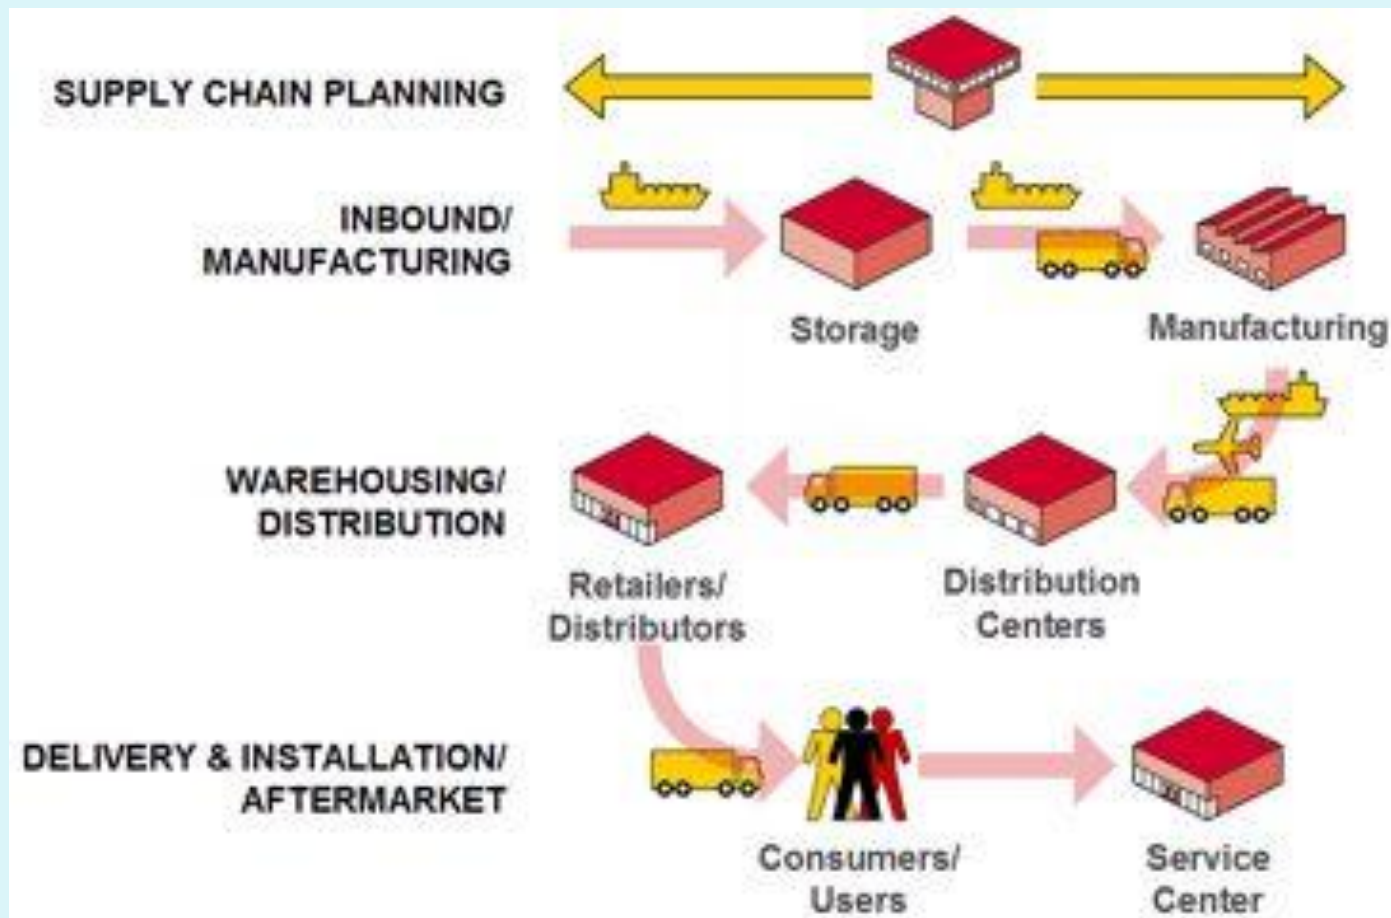 SUPPLY CHAIN PLANNING
INBOUND/
MANUFACTURING
Storage
Manufacturing
WAREHOUSING/
DISTRIBUTION
Retailers/
Distributors
Distribution
Centers
DELIVERY & INSTALLATION/
AFTERMARKET
Consumers/
Users
Service
Center